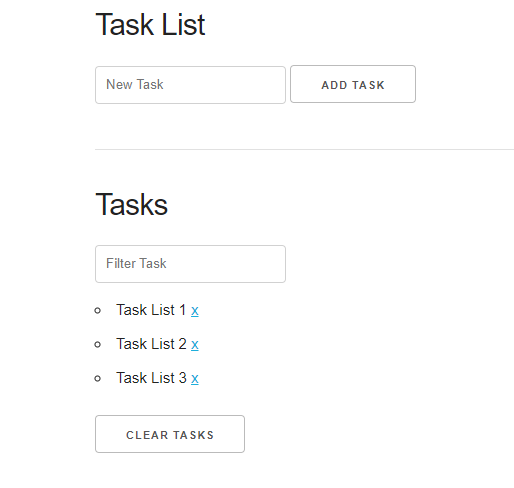 Task List
New Task ADD TASK
Tasks
Filter Task
Task List 1 x
Task List 2 x
Task List 3 x
CLEAR TASKS